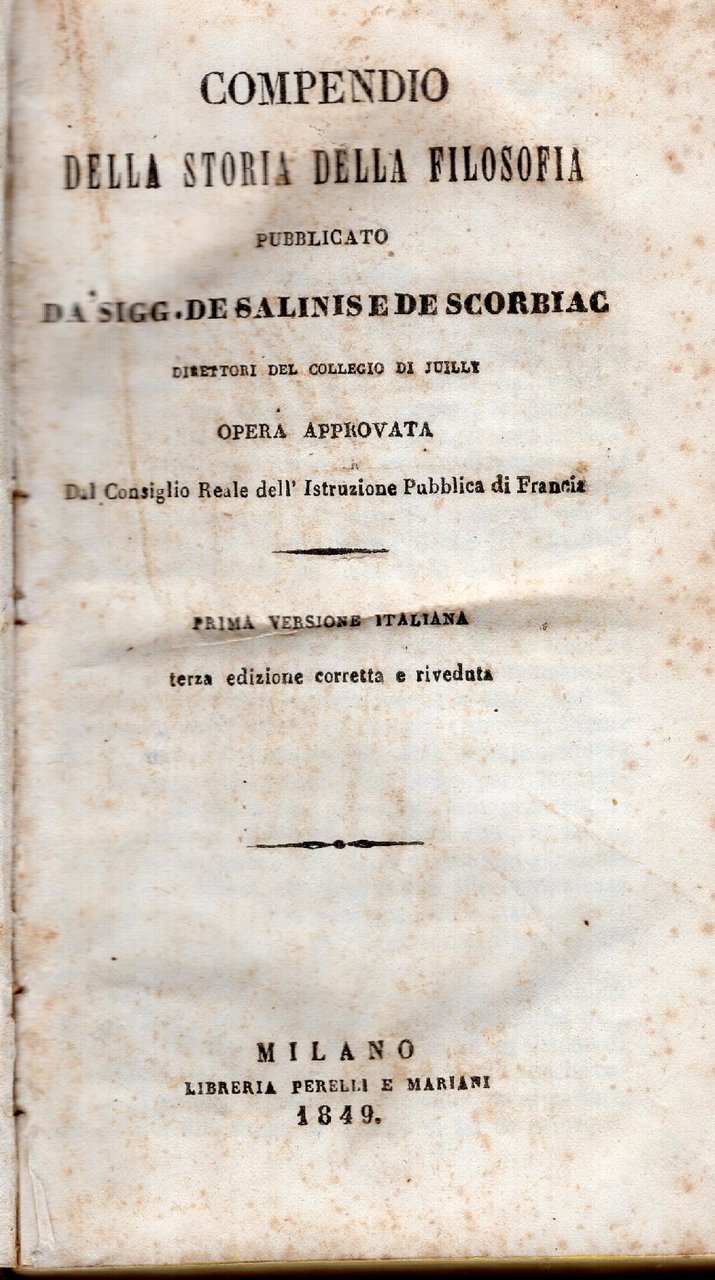 COMPENDIO
DELLA STORIA DELLA FILOSOFIA
PUBBLICATO
DA' SIGG. DE SALINIS E DE SCORBIAC
DIRETTORI DEL COLLEGIO DI JUILLY
OPERA APPROVATA
Dal Consiglio Reale dell' Istruzione Pubblica di Francia
PRIMA VERSIONE ITALIANA
terza edizione corretta e riveduta
MILANO
LIBRERIA PERELLI E MARIANI
1849.